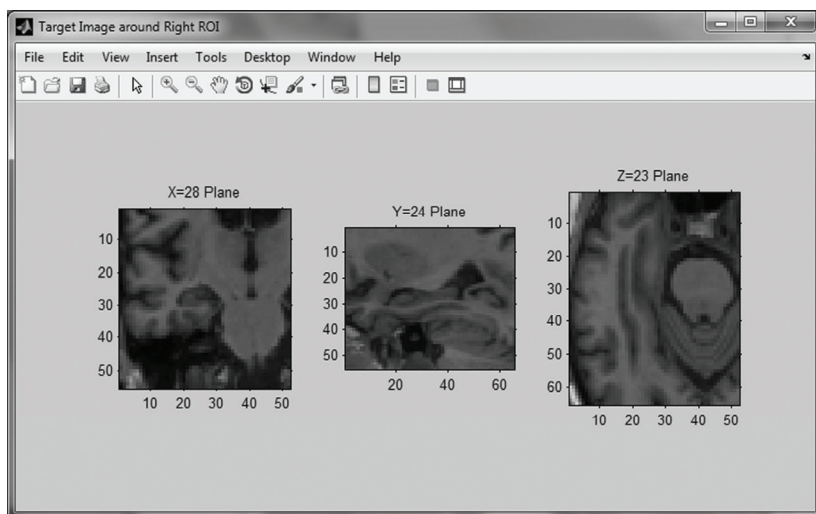 Target Image around Right ROI
File Edit View Insert Tools Desktop Window Help
X=28 Plane
10
20
30
40
50
10 20 30 40 50
Y=24 Plane
10
20
30
40
50
20 40 60
Z=23 Plane
10
20
30
40
50
60
10 20 30 40 50